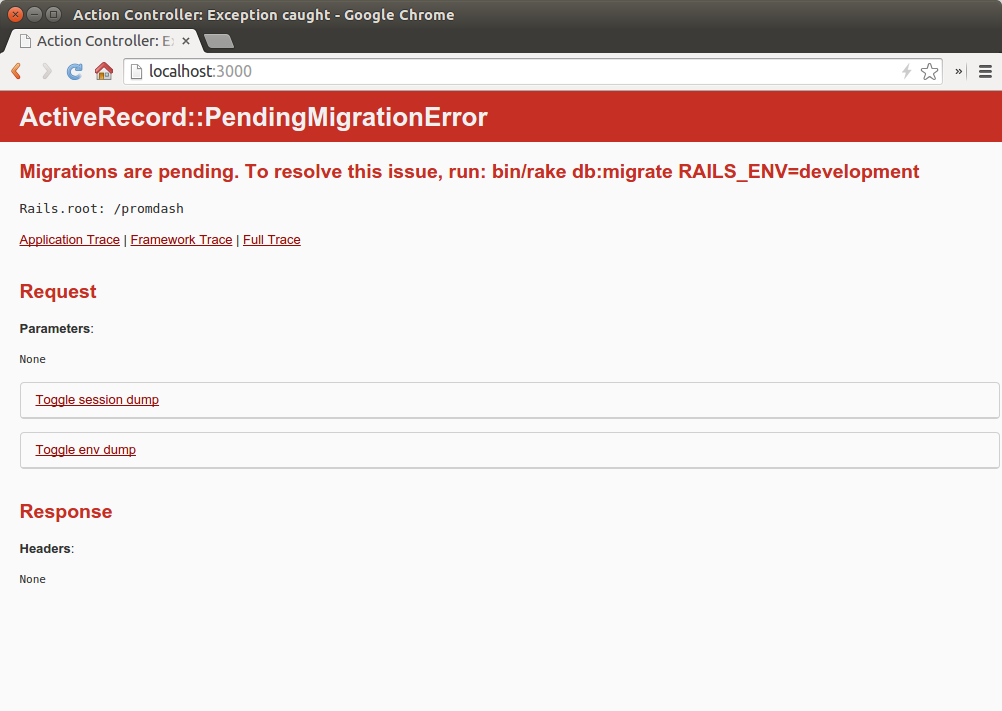 Action Controller: Exception caught - Google Chrome
Action Controller: Ex
localhost:3000
»
ActiveRecord::PendingMigrationError
Migrations are pending. To resolve this issue, run: bin/rake db:migrate RAILS_ENV=development
Rails.root: /promdash
Application Trace | Framework Trace | Full Trace
Request
Parameters:
None
Toggle session dump
Toggle env dump
Response
Headers:
None